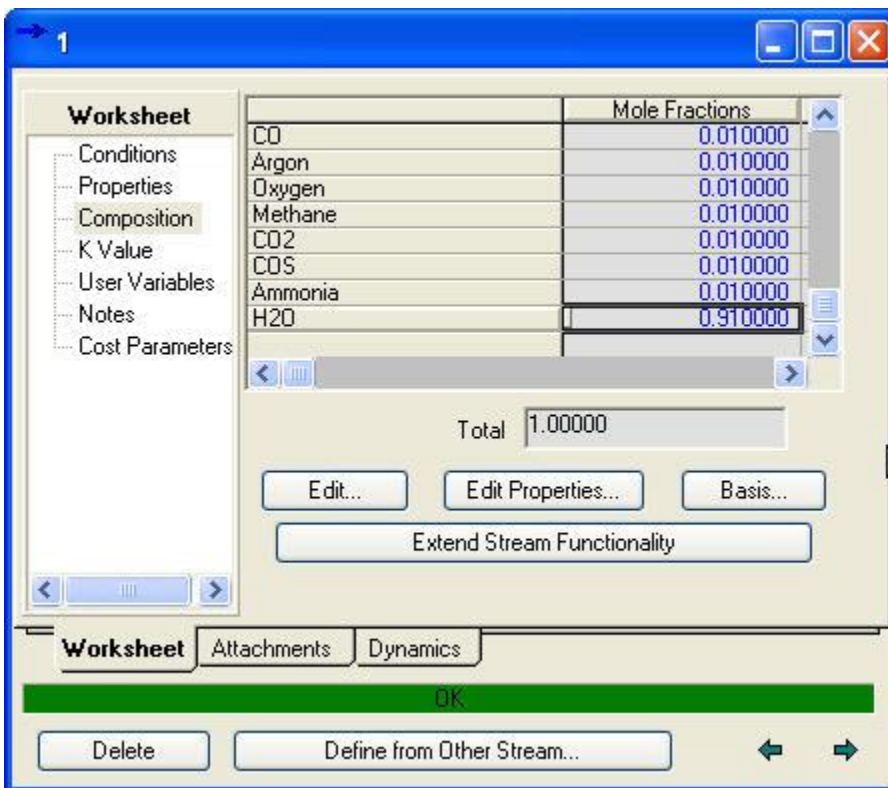 1
Worksheet
Conditions
Properties
Composition
K Value
User Variables
Notes
Cost Parameters
Mole Fractions
CO 0.010000
Argon 0.010000
Oxygen 0.010000
Methane 0.010000
CO2 0.010000
COS 0.010000
Ammonia 0.010000
H2O 0.910000
Total 1.00000
Edit... Edit Properties... Basis...
Extend Stream Functionality
Worksheet Attachments Dynamics
OK
Delete Define from Other Stream...